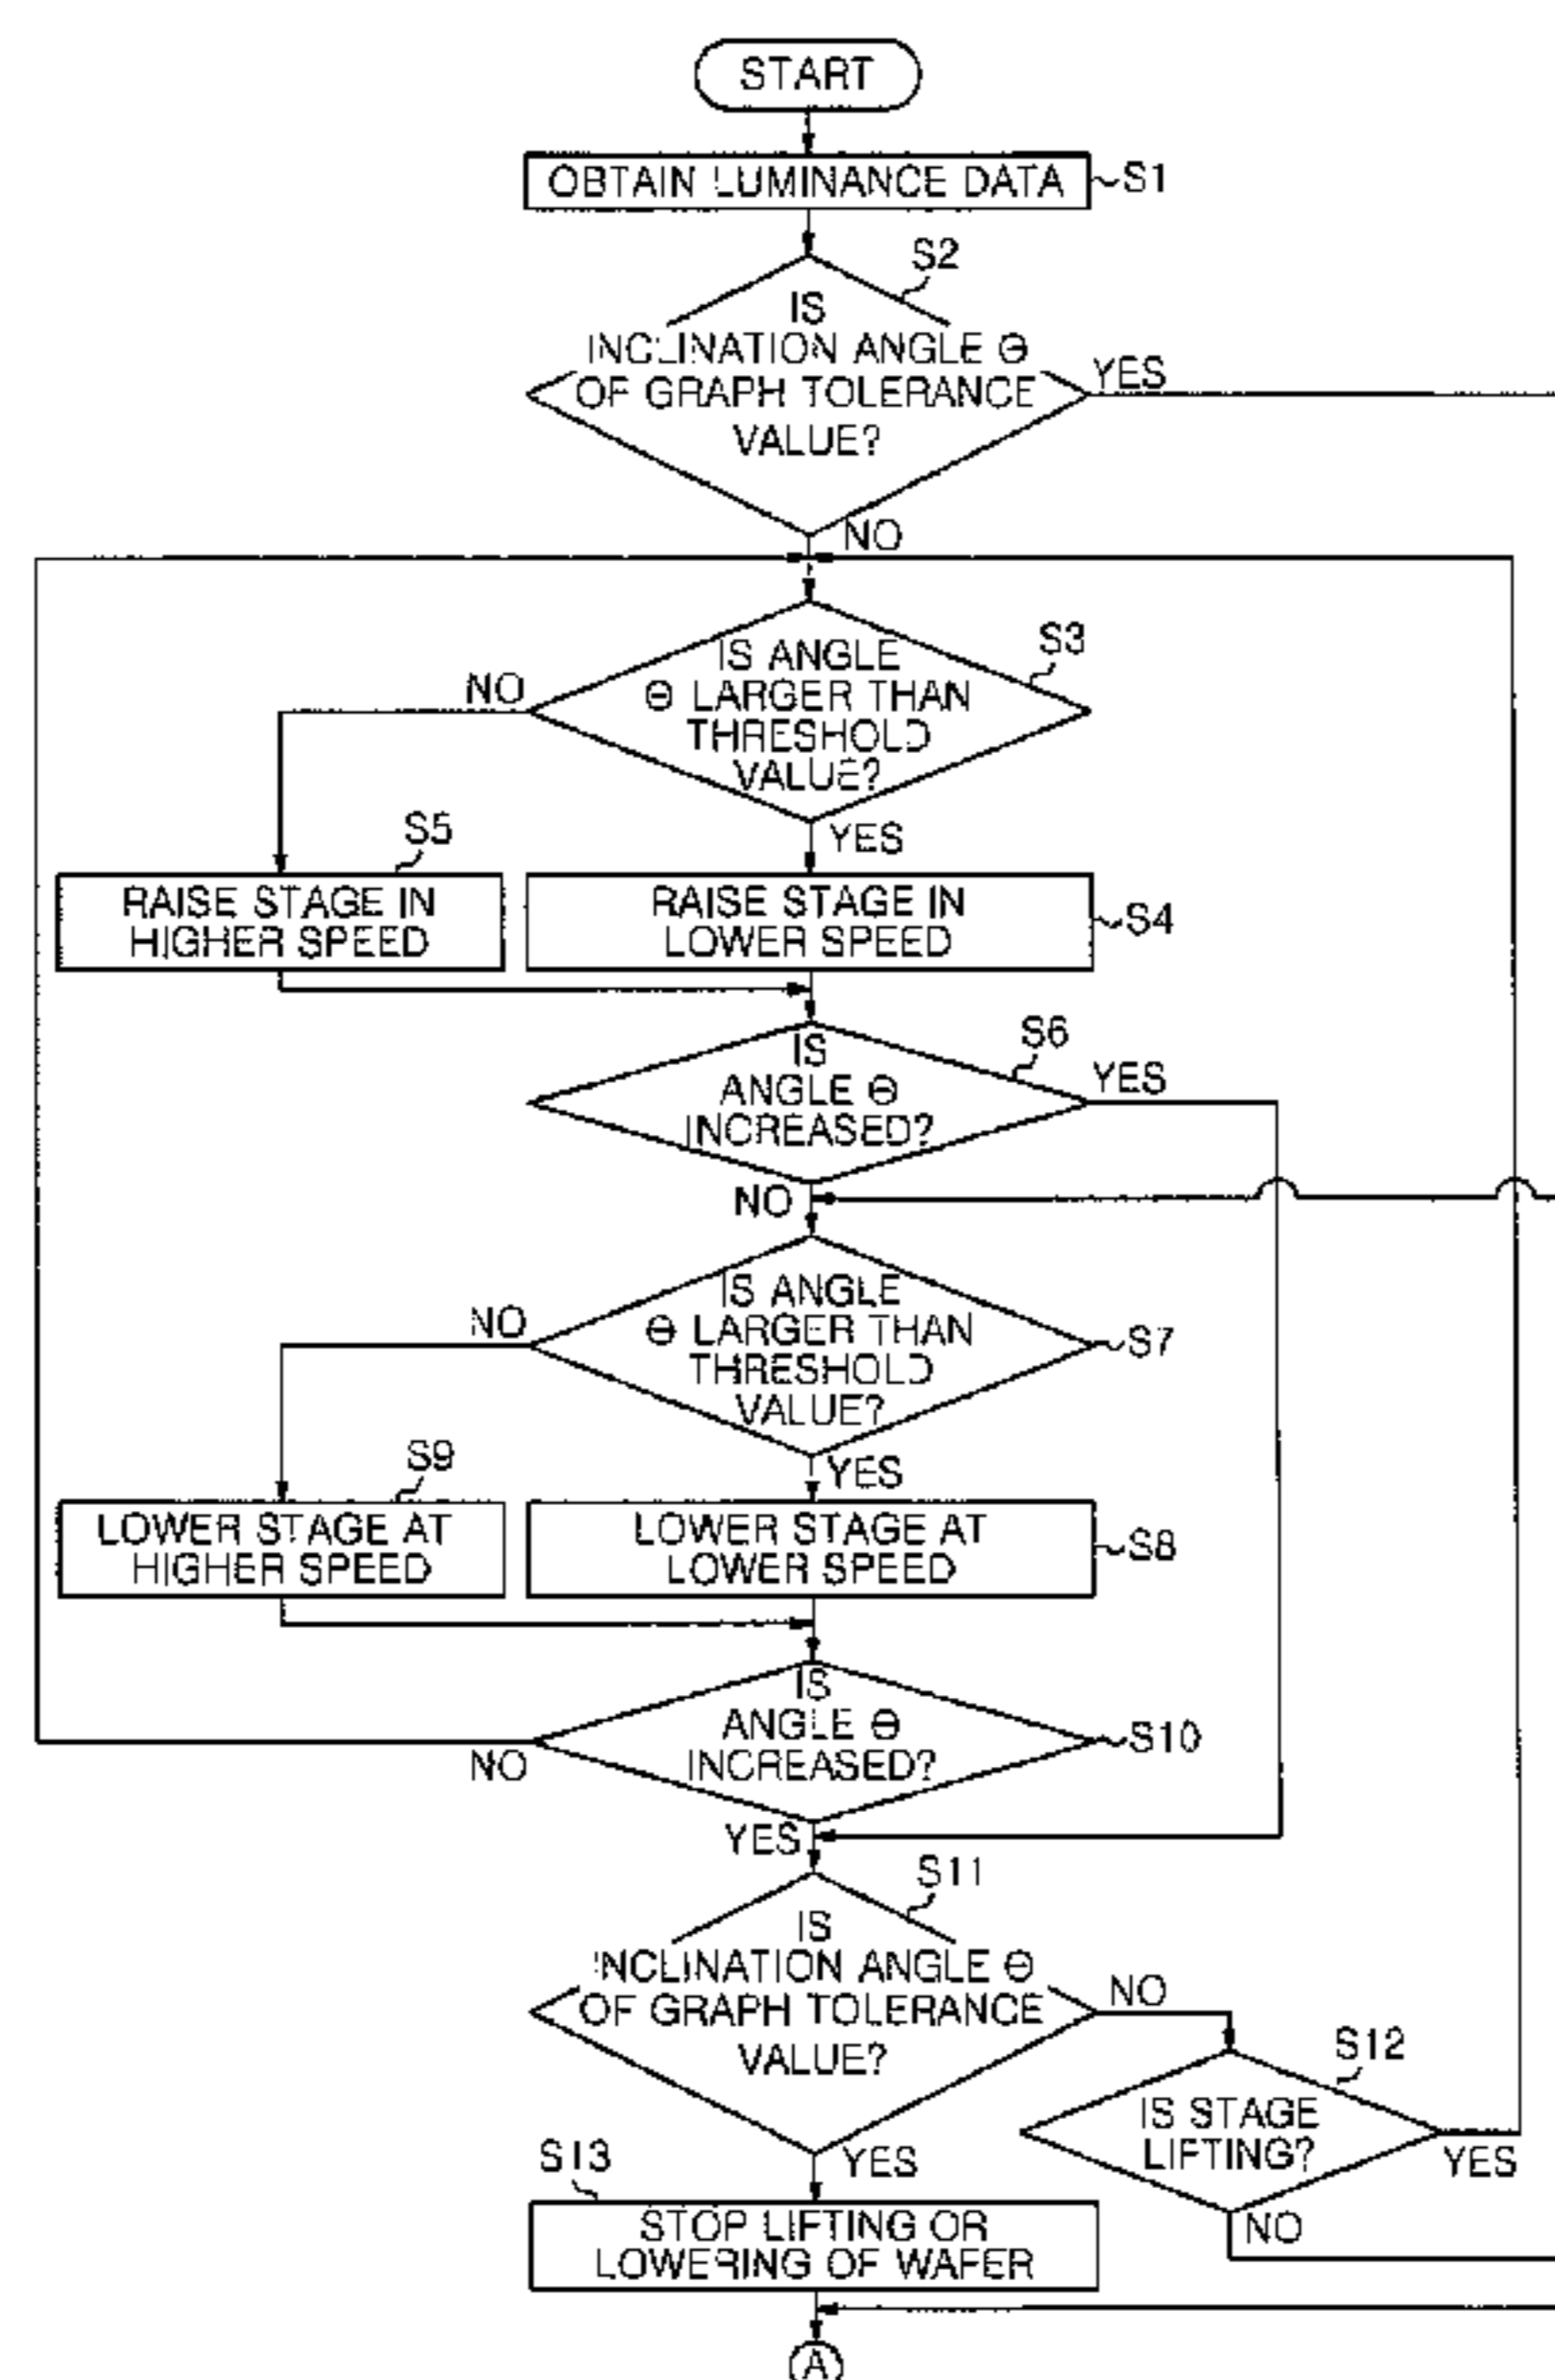 START
OBTAIN LUMINANCE DATA
S1
S2
IS
INCLINATION ANGLE Θ
OF GRAPH TOLERANCE
VALUE?
YES
NO
S3
IS ANGLE
Θ LARGER THAN
THRESHOLD
VALUE?
NO
YES
S5
RAISE STAGE IN
HIGHER SPEED
RAISE STAGE IN
LOWER SPEED
S4
S6
IS
ANGLE Θ
INCREASED?
YES
NO
IS ANGLE
Θ LARGER THAN
THRESHOLD
VALUE?
S7
NO
YES
S9
LOWER STAGE AT
HIGHER SPEED
LOWER STAGE AT
LOWER SPEED
S8
IS
ANGLE Θ
INCREASED?
S10
NO
YES
S11
IS
INCLINATION ANGLE Θ
OF GRAPH TOLERANCE
VALUE?
NO
YES
S12
IS STAGE
LIFTING?
YES
NO
S13
STOP LIFTING OR
LOWERING OF WAFER
A